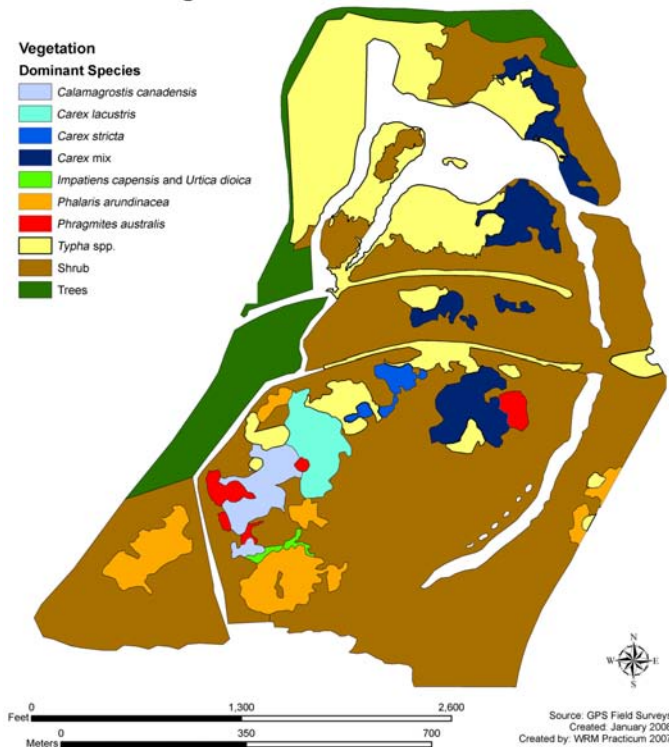 Vegetation
Dominant Species
Calamagrostis canadensis
Carex lacustris
Carex stricta
Carex mix
Impatiens capensis and Urtica dioica
Phalaris arundinacea
Phragmites australis
Typha spp.
Shrub
Trees
N
W E
S
0 1,300 2,600
Feet
0 350 700
Meters
Source: GPS Field Surveys
Created: January 2008
Created by: WRM Practicum 2007